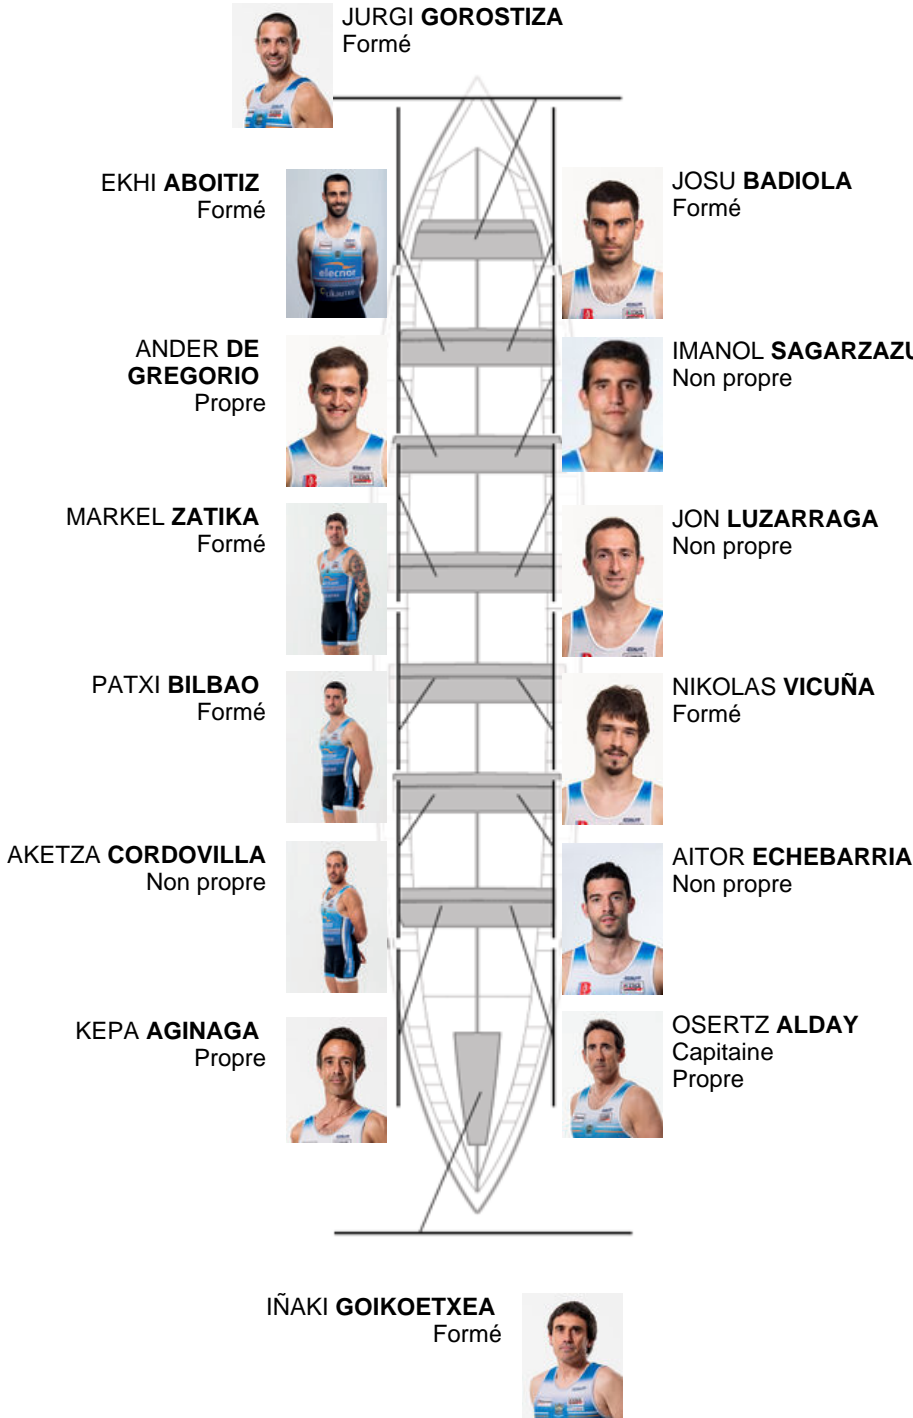 JURGI GOROSTIZA
Formé
EKHI ABOITIZ
Formé
JOSU BADIOLA
Formé
elecnor
ANDER DE
GREGORIO
Propre
IMANOL SAGARZAZU
Non propre
MARKEL ZATIKA
Formé
JON LUZARRAGA
Non propre
PATXI BILBAO
Formé
NIKOLAS VICUÑA
Formé
AKETZA CORDOVILLA
Non propre
AITOR ECHEBARRIA
Non propre
KEPA AGINAGA
Propre
OSERTZ ALDAY
Capitaine
Propre
IÑAKI GOIKOETXEA
Formé